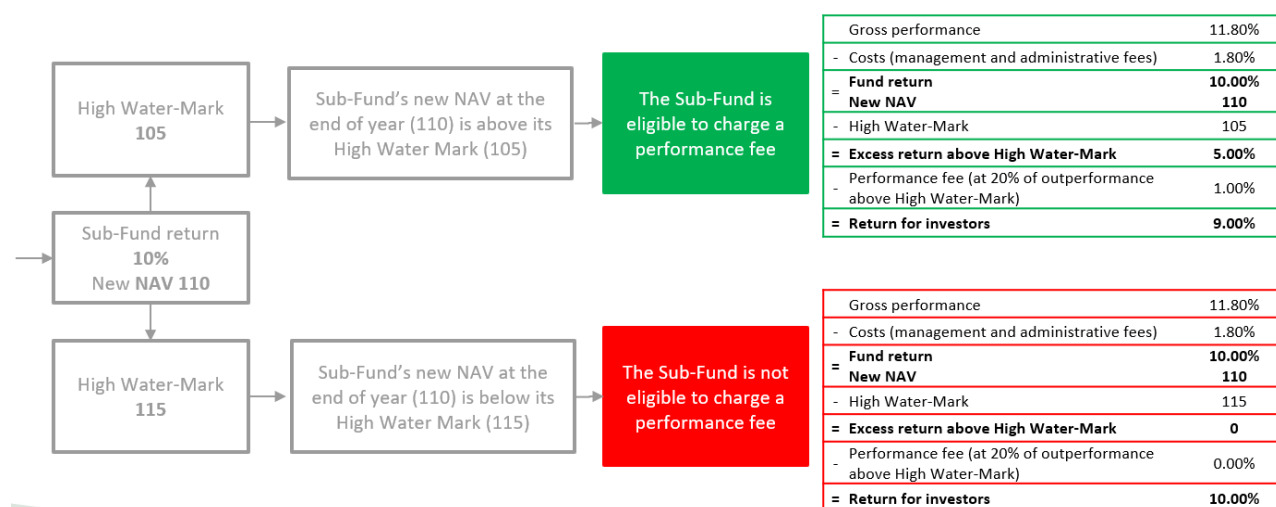 High Water-Mark
105
Sub-Fund's new NAV at the
end of year (110) is above its
High Water Mark (105)
The Sub-Fund is
eligible to charge a
performance fee
Gross performance 11.80%
- Costs (management and administrative fees) 1.80%
= Fund return 10.00%
New NAV 110
- High Water-Mark 105
= Excess return above High Water-Mark 5.00%
- Performance fee (at 20% of outperformance
above High Water-Mark) 1.00%
= Return for investors 9.00%
Sub-Fund return
10%
New NAV 110
High Water-Mark
115
Sub-Fund's new NAV at the
end of year (110) is below its
High Water Mark (115)
The Sub-Fund is not
eligible to charge a
performance fee
Gross performance 11.80%
- Costs (management and administrative fees) 1.80%
= Fund return 10.00%
New NAV 110
- High Water-Mark 115
= Excess return above High Water-Mark 0
- Performance fee (at 20% of outperformance
above High Water-Mark) 0.00%
= Return for investors 10.00%